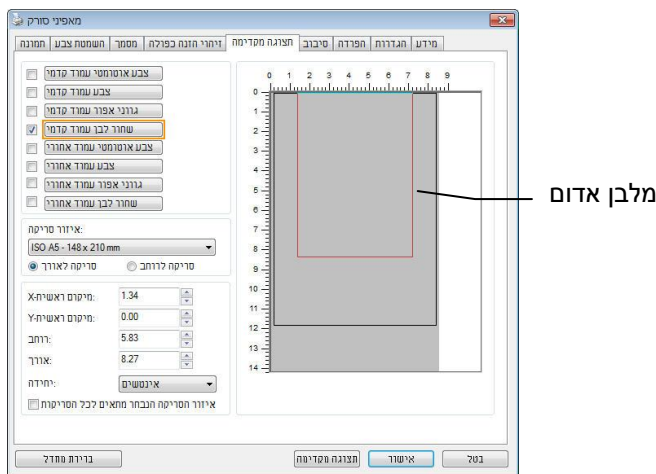 מאפיני סורק
תמונה השמטת צבע מסמך זיהוי הזנה כפולה תצוגה מקדימה סיבוב הפרדה הגדרות מידע
צבע אוטומטי עמוד קדמי
צבע עמוד קדמי
גווני אפור עמוד קדמי
שחור לבן עמוד קדמי
צבע אוטומטי עמוד אחורי
צבע עמוד אחורי
גווני אפור עמוד אחורי
שחור לבן עמוד אחורי
איזור סריקה:
ISO A5 - 148 x 210 mm
סריקה לאורך סריקה לרוחב
מיקום ראשית-X: 1.34
מיקום ראשית-Y: 0.00
רוחב: 5.83
אורך: 8.27
יחידה: אינטשים
איזור הסריקה הנבחר מתאים לכל הסריקות
0 1 2 3 4 5 6 7 8 9
0
1
2
3
4
5
6
7
8
9
10
11
12
13
14
מלבן אדום
ברירת מחדל תצוגה מקדימה אישור בטל